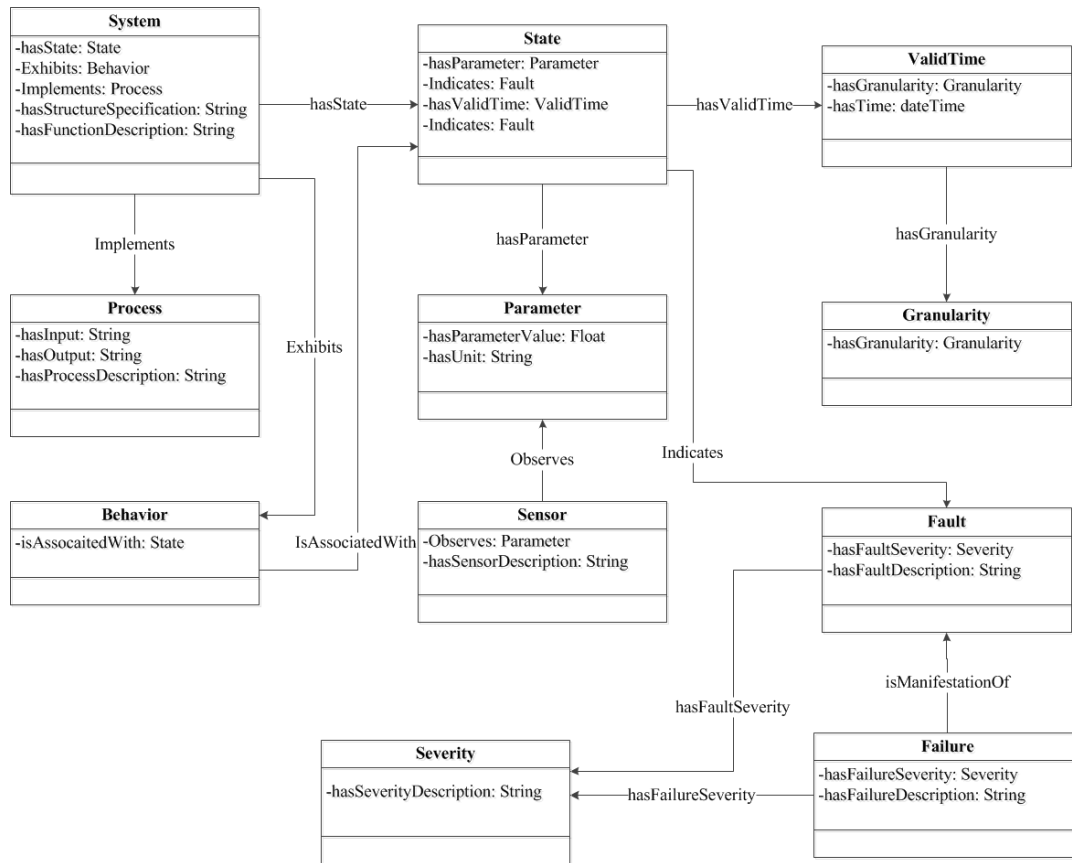 System
-hasState: State
-Exhibits: Behavior
-Implements: Process
-hasStructureSpecification: String
-hasFunctionDescription: String
hasState
State
-hasParameter: Parameter
-Indicates: Fault
-hasValidTime: ValidTime
-Indicates: Fault
hasValidTime
ValidTime
-hasGranularity: Granularity
-hasTime: dateTime
Implements
hasParameter
hasGranularity
Process
-hasInput: String
-hasOutput: String
-hasProcessDescription: String
Exhibits
Parameter
-hasParameterValue: Float
-hasUnit: String
Granularity
-hasGranularity: Granularity
Observes
Indicates
Behavior
-isAssocaitedWith: State
IsAssociatedWith
Sensor
-Observes: Parameter
-hasSensorDescription: String
Fault
-hasFaultSeverity: Severity
-hasFaultDescription: String
isManifestationOf
hasFaultSeverity
Severity
-hasSeverityDescription: String
hasFailureSeverity
Failure
-hasFailureSeverity: Severity
-hasFailureDescription: String